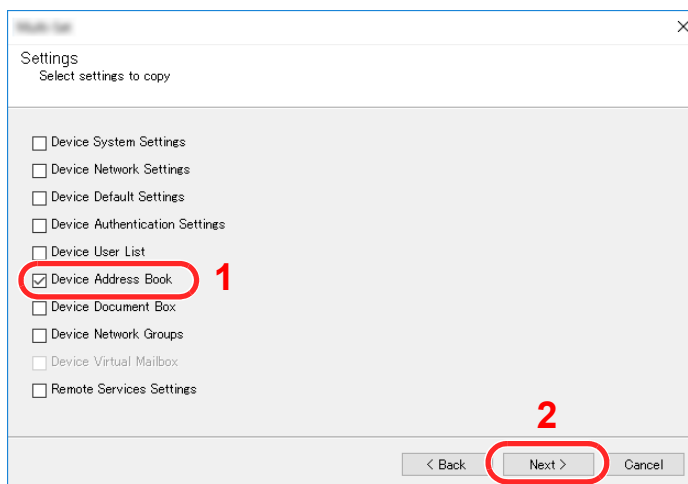 Settings
Select settings to copy
Device System Settings
Device Network Settings
Device Default Settings
Device Authentication Settings
Device User List
Device Address Book
1
Device Document Box
Device Network Groups
Device Virtual Mailbox
Remote Services Settings
2
< Back
Next >
Cancel